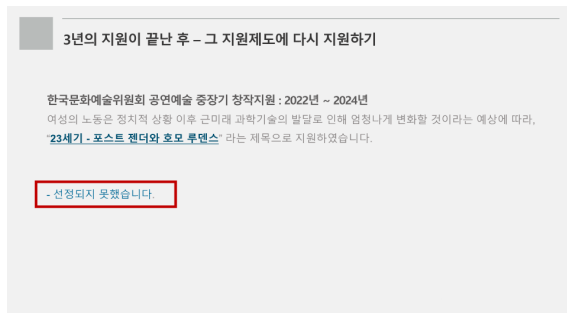 3년의 지원이 끝난 후 – 그 지원제도에 다시 지원하기
한국문화예술위원회 공연예술 중장기 창작지원 : 2022년 ~ 2024년
여성의 노동은 정치적 상황 이후 근미래 과학기술의 발달로 인해 엄청나게 변화할 것이라는 예상에 따라,
“23세기 - 포스트 젠더와 호모 루덴스” 라는 제목으로 지원하였습니다.
- 선정되지 못했습니다.